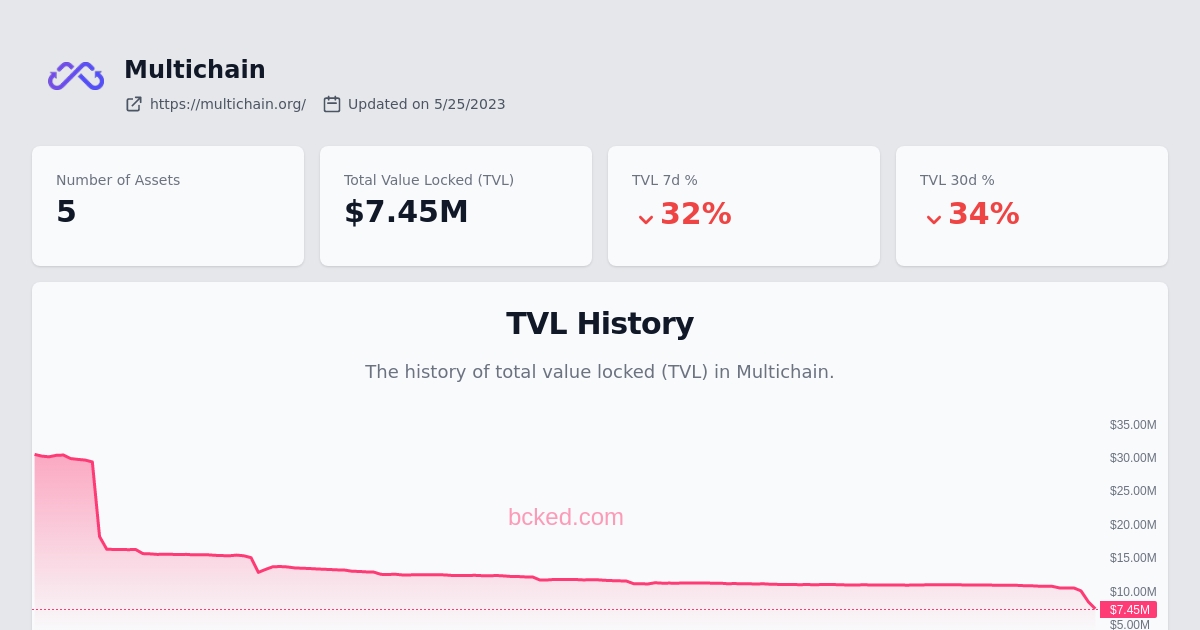 Multichain
https://multichain.org/ Updated on 5/25/2023
Number of Assets
5
Total Value Locked (TVL)
$7.45M
TVL 7d %
32%
TVL 30d %
34%
TVL History
The history of total value locked (TVL) in Multichain.
$35.00M
$30.00M
$25.00M
bcked.com
$20.00M
$15.00M
$10.00M
$7.45M
$5.00M